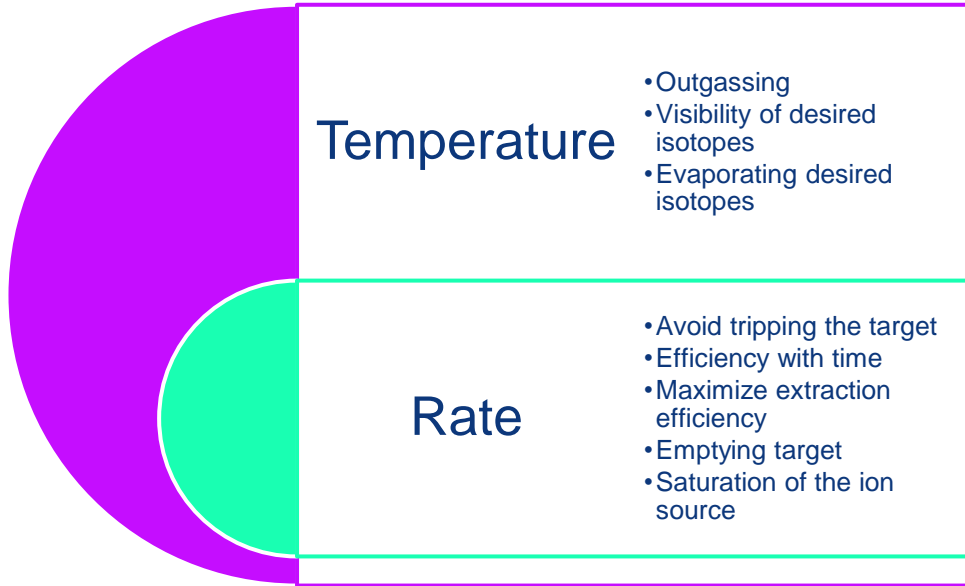 Temperature
•Outgassing
•Visibility of desired
isotopes
•Evaporating desired
isotopes
Rate
•Avoid tripping the target
•Efficiency with time
•Maximize extraction
efficiency
•Emptying target
•Saturation of the ion
source